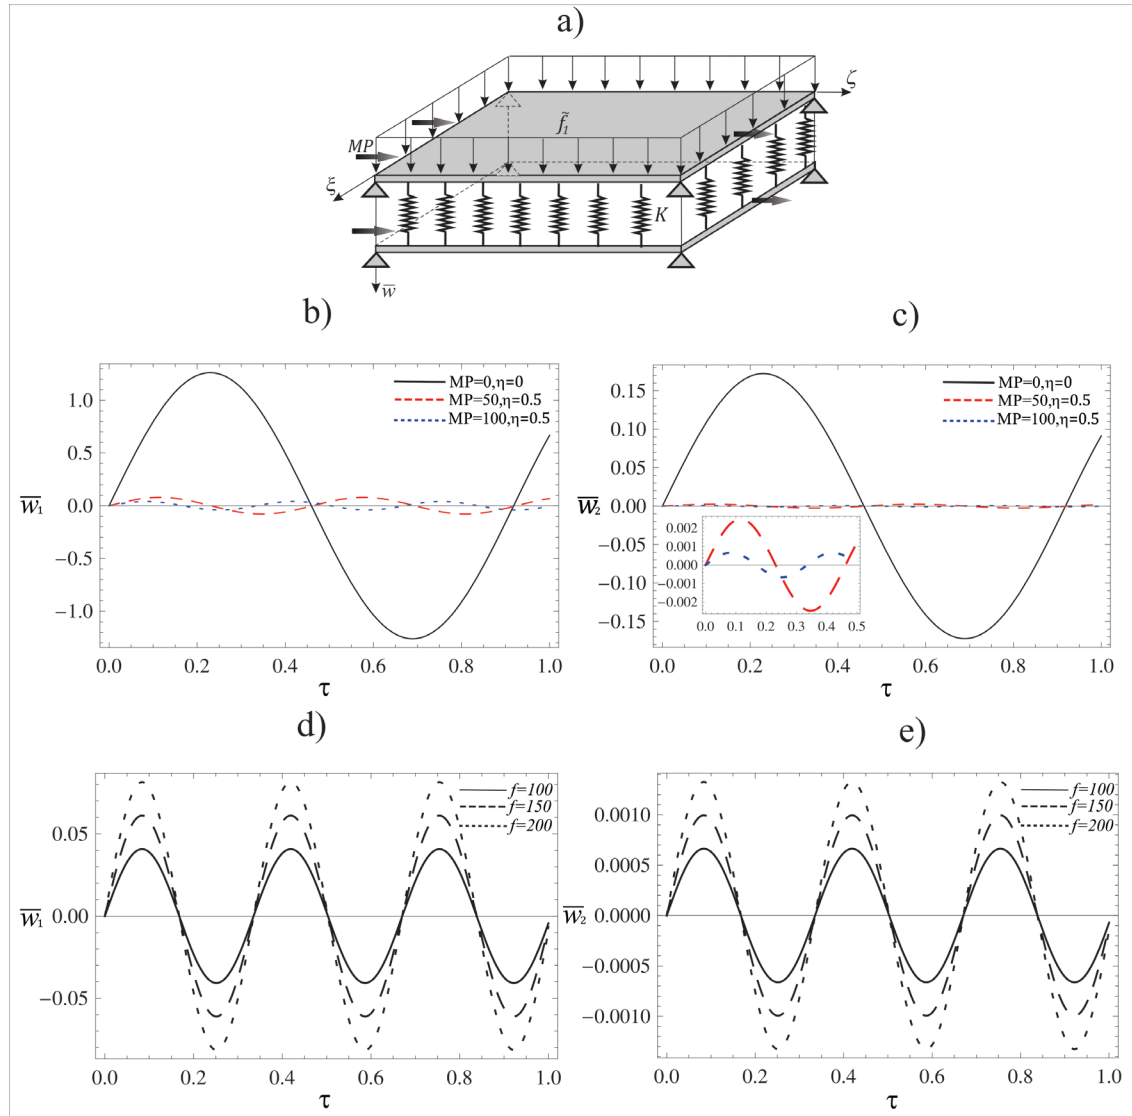 a)
ζ
f̃₁
MP
ξ
K
w̅
b)
c)
MP=0,η=0
MP=50,η=0.5
MP=100,η=0.5
1.0
0.5
0.0
−0.5
−1.0
w̅₁
0.0 0.2 0.4 0.6 0.8 1.0
τ
MP=0,η=0
MP=50,η=0.5
MP=100,η=0.5
0.15
0.10
0.05
0.00
−0.05
−0.10
−0.15
w̅₂
0.002
0.001
0.000
−0.001
−0.002
0.0 0.1 0.2 0.3 0.4 0.5
0.0 0.2 0.4 0.6 0.8 1.0
τ
d)
e)
f=100
f=150
f=200
0.05
0.00
−0.05
w̅₁
0.0 0.2 0.4 0.6 0.8 1.0
τ
f=100
f=150
f=200
0.0010
0.0005
0.0000
−0.0005
−0.0010
w̅₂
0.0 0.2 0.4 0.6 0.8 1.0
τ